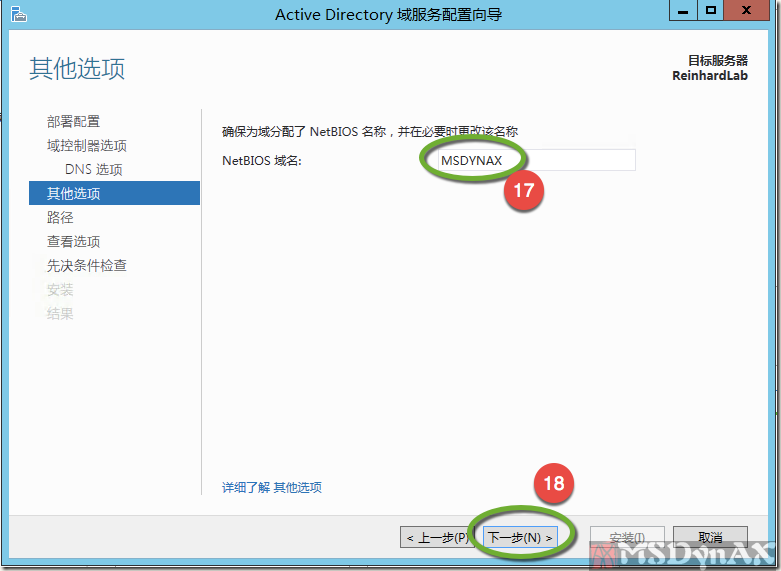 Active Directory 域服务配置向导
其他选项
目标服务器
ReinhardLab
部署配置
域控制器选项
DNS 选项
其他选项
路径
查看选项
先决条件检查
安装
结果
确保为域分配了 NetBIOS 名称，并在必要时更改该名称
NetBIOS 域名:
MSDYNAX
17
详细了解 其他选项
18
< 上一步(P)
下一步(N) >
安装(I)
取消
MSDynAX